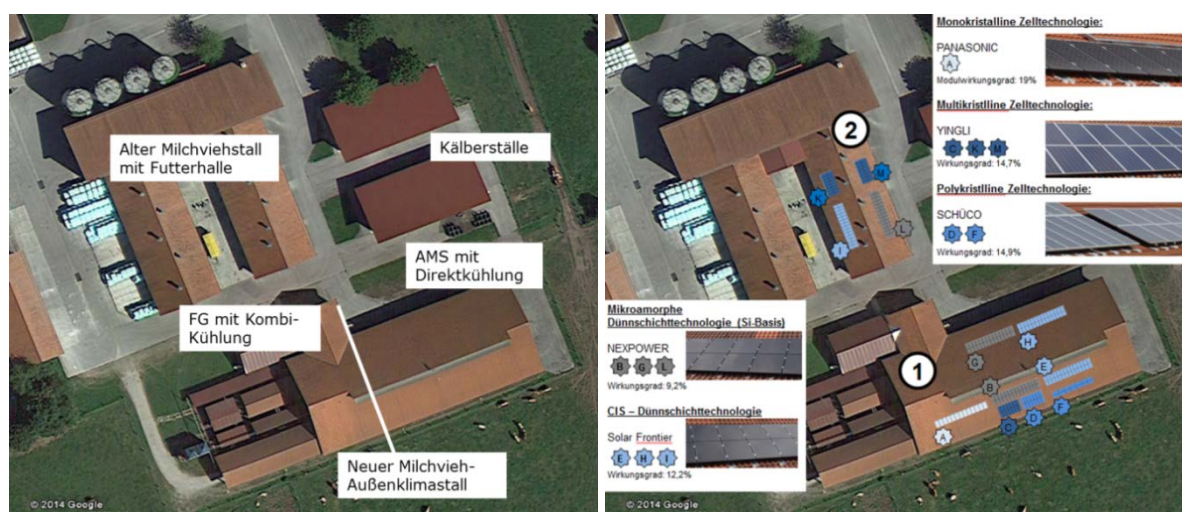 Alter Milchviehstall
mit Futterhalle
Kälberställe
AMS mit
Direktkühlung
FG mit Kombi-
Kühlung
Neuer Milchvieh-
Außenklimastall
© 2014 Google
Monokristalline Zelltechnologie:
PANASONIC
A
Modulwirkungsgrad: 19%
Multikristlline Zelltechnologie:
YINGLI
C K M
Wirkungsgrad: 14,7%
Polykristlline Zelltechnologie:
SCHÜCO
D F
Wirkungsgrad: 14,9%
2
M
K
L
I
Mikroamorphe
Dünnschichttechnologie (Si-Basis)
NEXPOWER
B G L
Wirkungsgrad: 9,2%
CIS – Dünnschichttechnologie
Solar Frontier
E H I
Wirkungsgrad: 12,2%
1
H
G
E
B
F
D
C
A
© 2014 Google